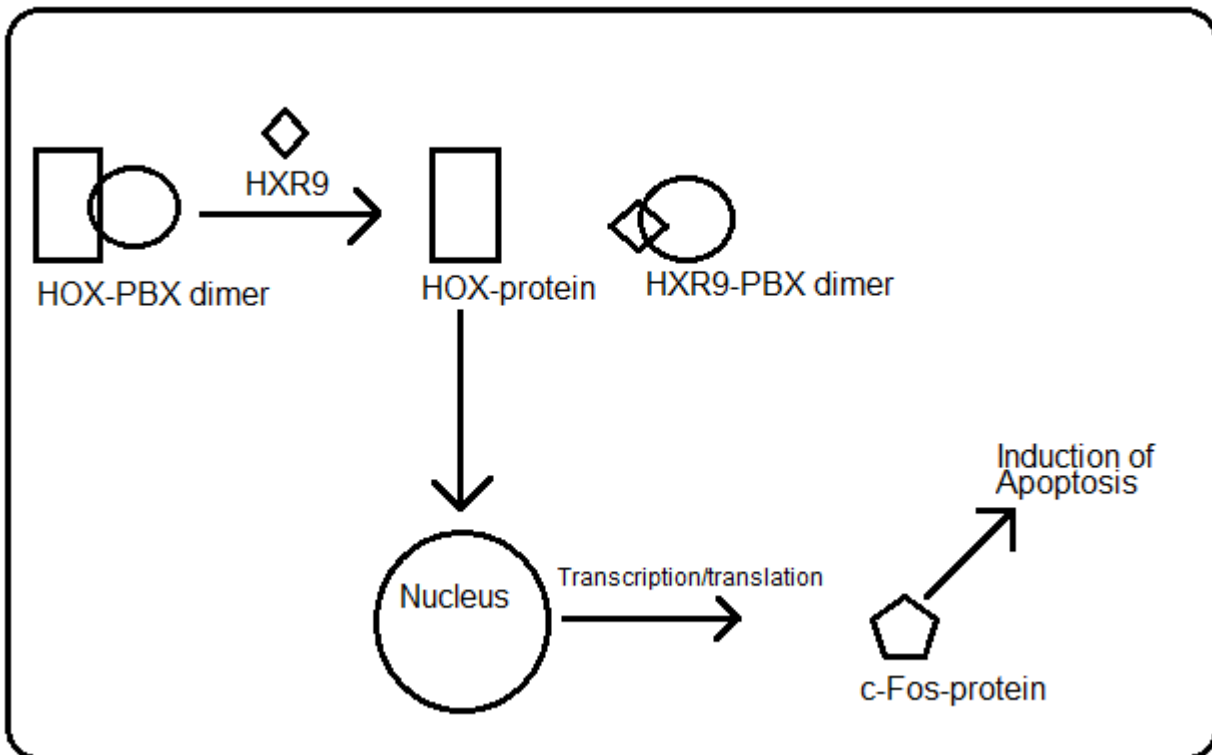 HXR9
HOX-PBX dimer
HOX-protein
HXR9-PBX dimer
Nucleus
Transcription/translation
c-Fos-protein
Induction of
Apoptosis